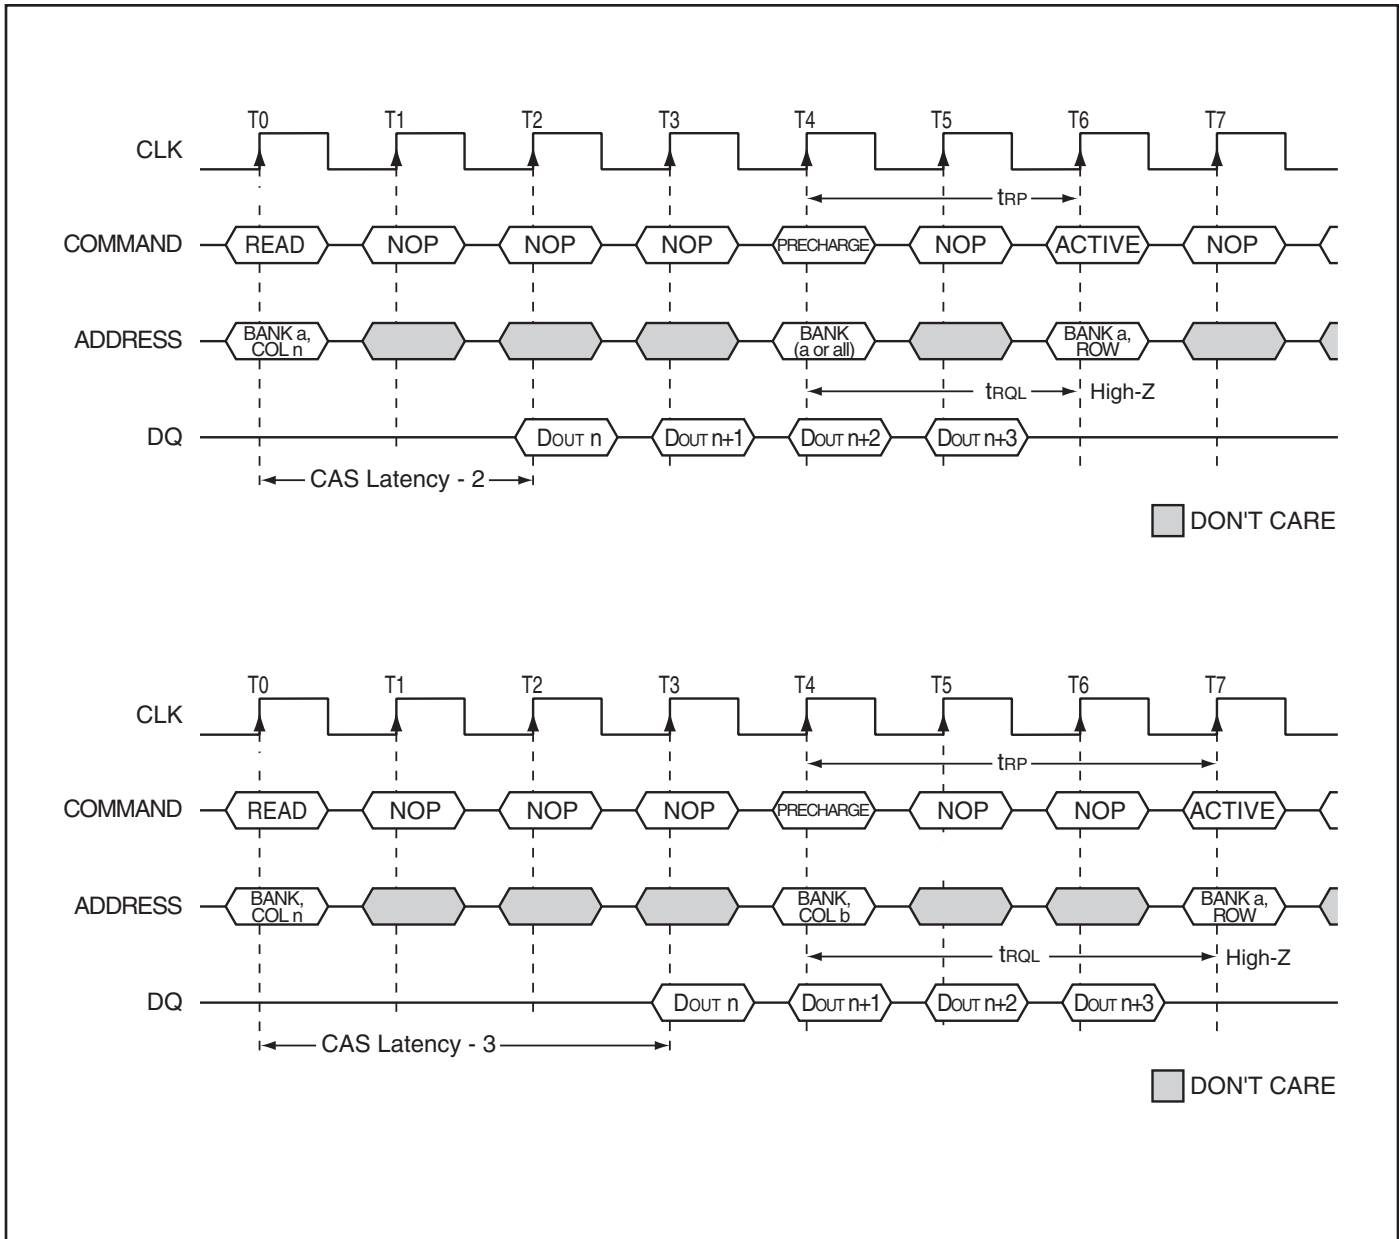 T0 T1 T2 T3 T4 T5 T6 T7
CLK
tRP
COMMAND READ NOP NOP NOP PRECHARGE NOP ACTIVE NOP
ADDRESS BANK a, COL n BANK (a or all) BANK a, ROW
tRQL High-Z
DQ DOUT n DOUT n+1 DOUT n+2 DOUT n+3
CAS Latency - 2
DON'T CARE
T0 T1 T2 T3 T4 T5 T6 T7
CLK
tRP
COMMAND READ NOP NOP NOP PRECHARGE NOP NOP ACTIVE
ADDRESS BANK, COL n BANK, COL b BANK a, ROW
tRQL High-Z
DQ DOUT n DOUT n+1 DOUT n+2 DOUT n+3
CAS Latency - 3
DON'T CARE